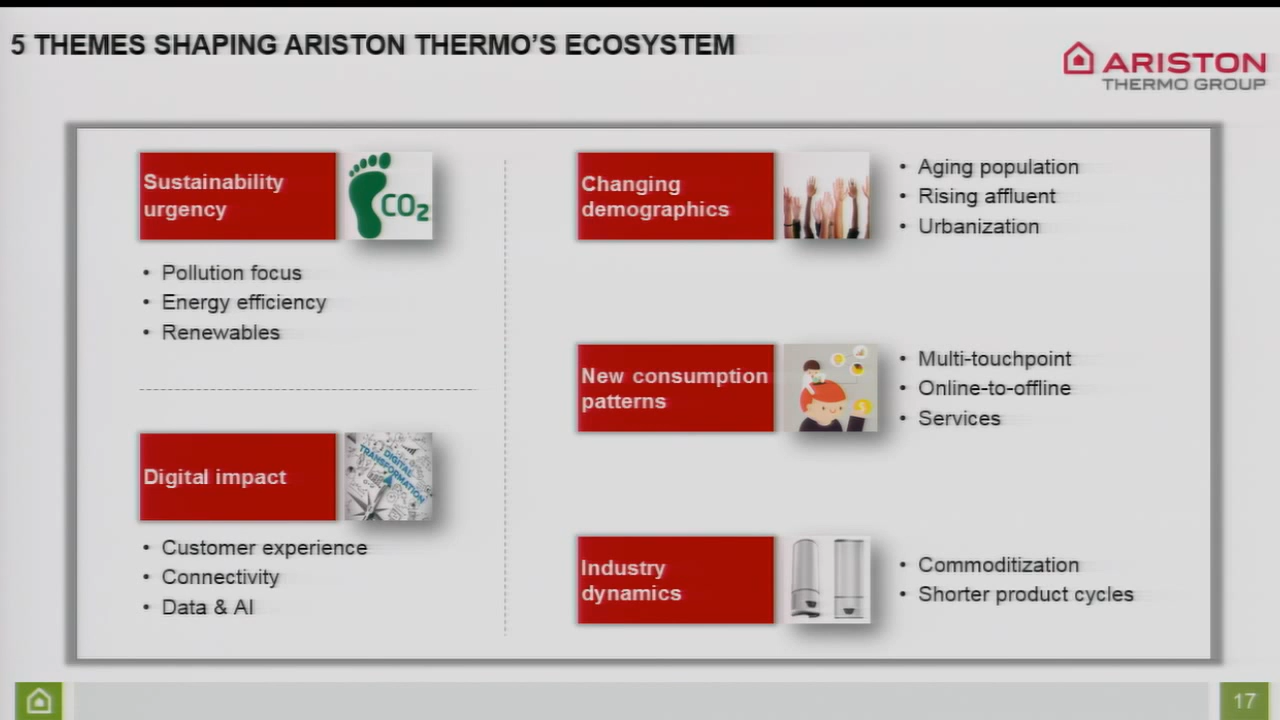 5 THEMES SHAPING ARISTON THERMO'S ECOSYSTEM
ARISTON
THERMO GROUP
Sustainability
urgency
CO2
• Pollution focus
• Energy efficiency
• Renewables
Digital impact
DIGITAL
TRANSFORMATION
• Customer experience
• Connectivity
• Data & AI
Changing
demographics
• Aging population
• Rising affluent
• Urbanization
New consumption
patterns
• Multi-touchpoint
• Online-to-offline
• Services
Industry
dynamics
• Commoditization
• Shorter product cycles
17